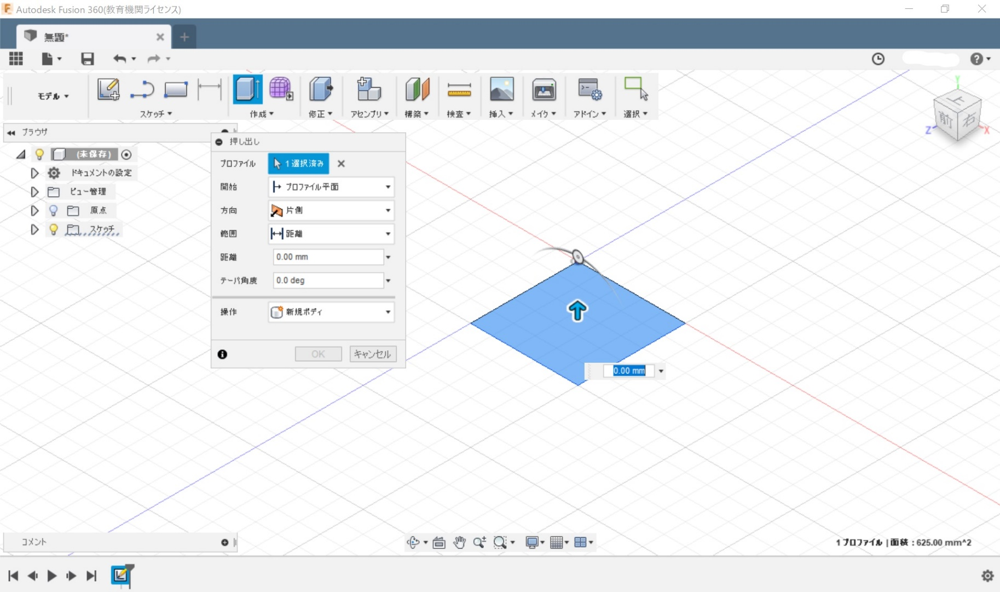 Autodesk Fusion 360(教育機関ライセンス)
無題*
モデル
スケッチ
作成
修正
アセンブリ
構築
検査
挿入
メイク
アドイン
選択
ブラウザ
(未保存)
ドキュメントの設定
ビュー管理
原点
スケッチ
押し出し
プロファイル 1 選択済み
開始 プロファイル平面
方向 片側
範囲 距離
距離 0.00 mm
テーパ角度 0.0 deg
操作 新規ボディ
OK キャンセル
Y
上
前 右
Z X
0.00 mm
コメント
1 プロファイル | 面積 : 625.00 mm^2